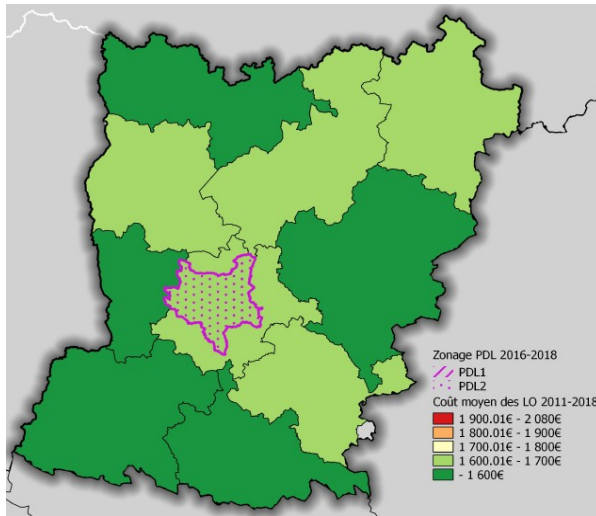 Zonage PDL 2016-2018
PDL1
PDL2
Coût moyen des LO 2011-2018
1 900.01€ - 2 080€
1 800.01€ - 1 900€
1 700.01€ - 1 800€
1 600.01€ - 1 700€
- 1 600€